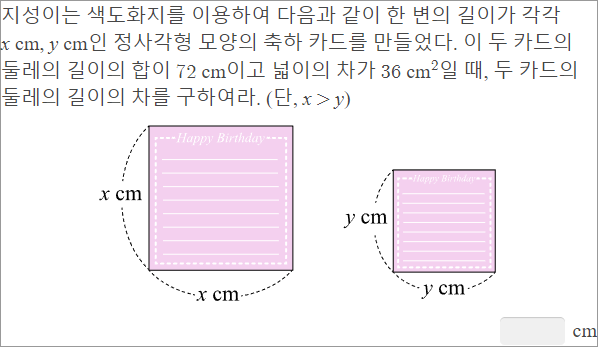 지성이는 색도화지를 이용하여 다음과 같이 한 변의 길이가 각각
x cm, y cm인 정사각형 모양의 축하 카드를 만들었다. 이 두 카드의
둘레의 길이의 합이 72 cm이고 넓이의 차가 36 cm²일 때, 두 카드의
둘레의 길이의 차를 구하여라. (단, x > y)
Happy Birthday
Happy Birthday
x cm
y cm
x cm
y cm
cm